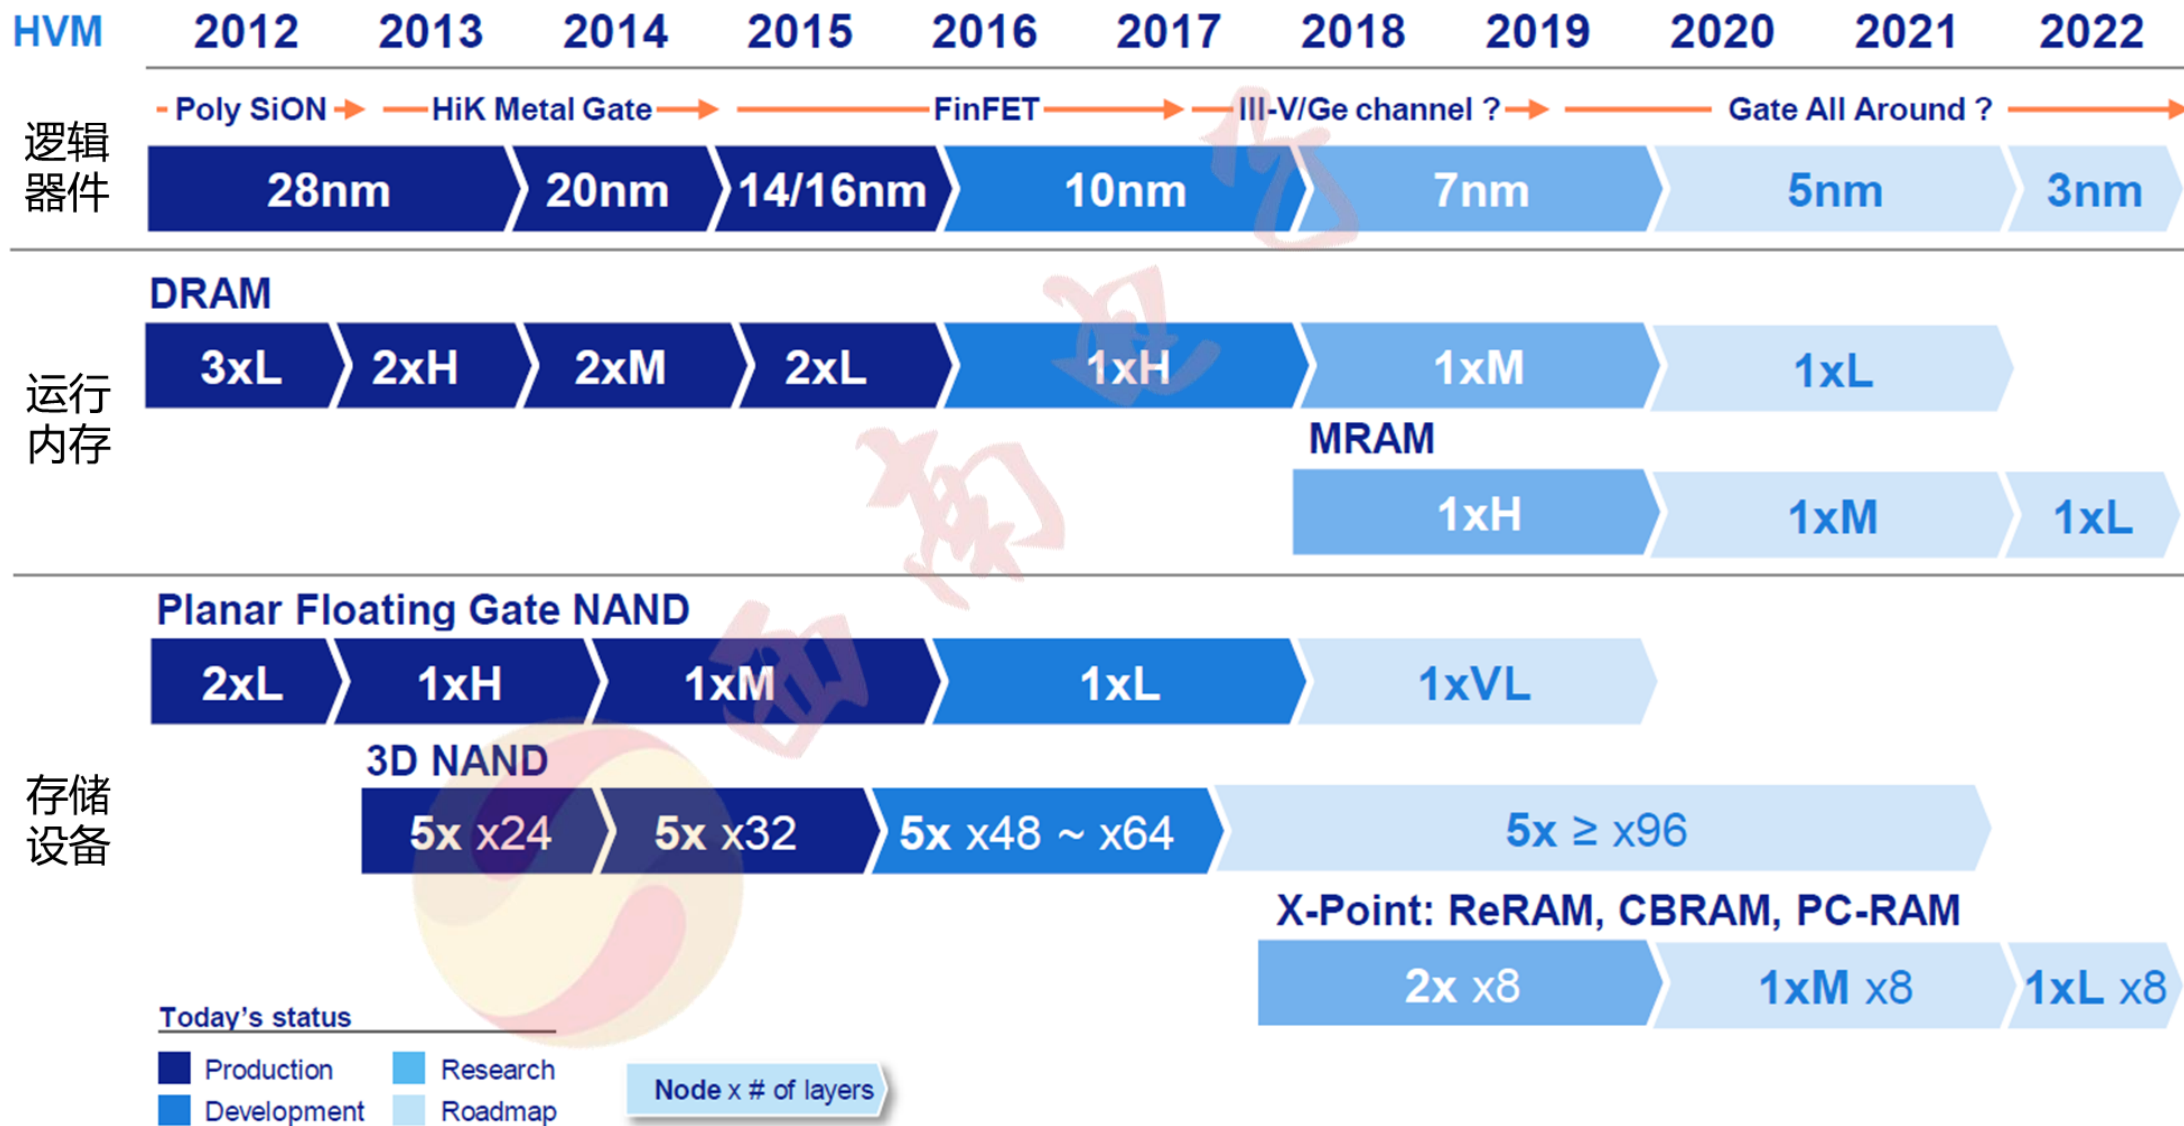 HVM 2012 2013 2014 2015 2016 2017 2018 2019 2020 2021 2022
Poly SiON HiK Metal Gate FinFET III-V/Ge channel ? Gate All Around ?
逻辑
器件
28nm 20nm 14/16nm 10nm 7nm 5nm 3nm
DRAM
3xL 2xH 2xM 2xL 1xH 1xM 1xL
运行
内存
MRAM
1xH 1xM 1xL
Planar Floating Gate NAND
2xL 1xH 1xM 1xL 1xVL
3D NAND
存储
设备
5x x24 5x x32 5x x48 ~ x64 5x ≥ x96
X-Point: ReRAM, CBRAM, PC-RAM
2x x8 1xM x8 1xL x8
Today's status
Production Research
Development Roadmap
Node x # of layers